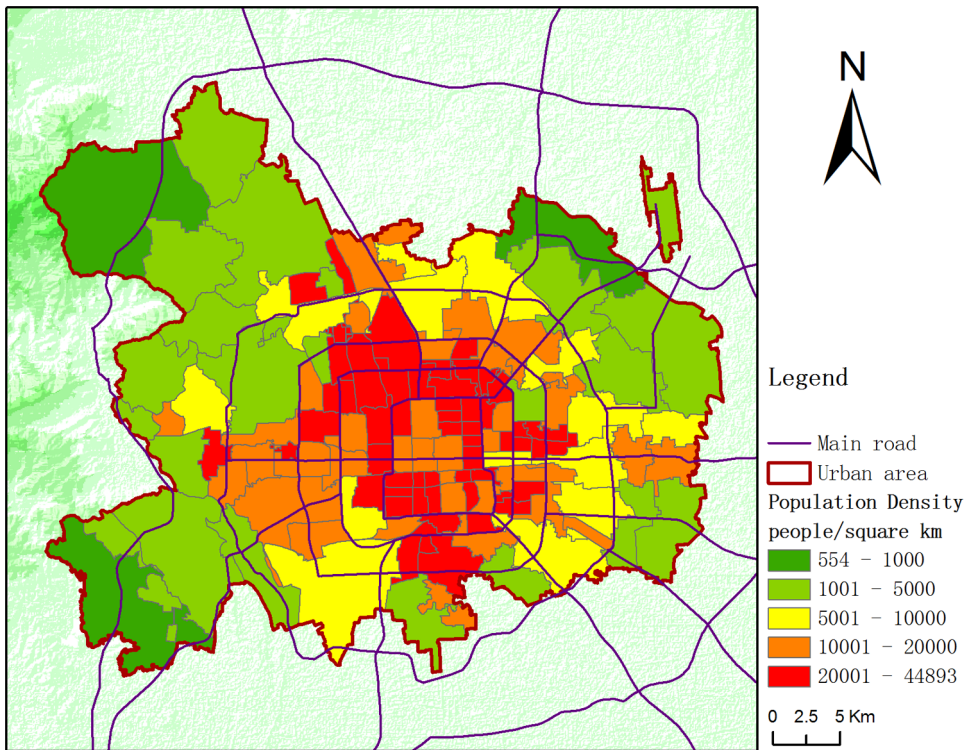 N
Legend
Main road
Urban area
Population Density
people/square km
554 - 1000
1001 - 5000
5001 - 10000
10001 - 20000
20001 - 44893
0 2.5 5 Km